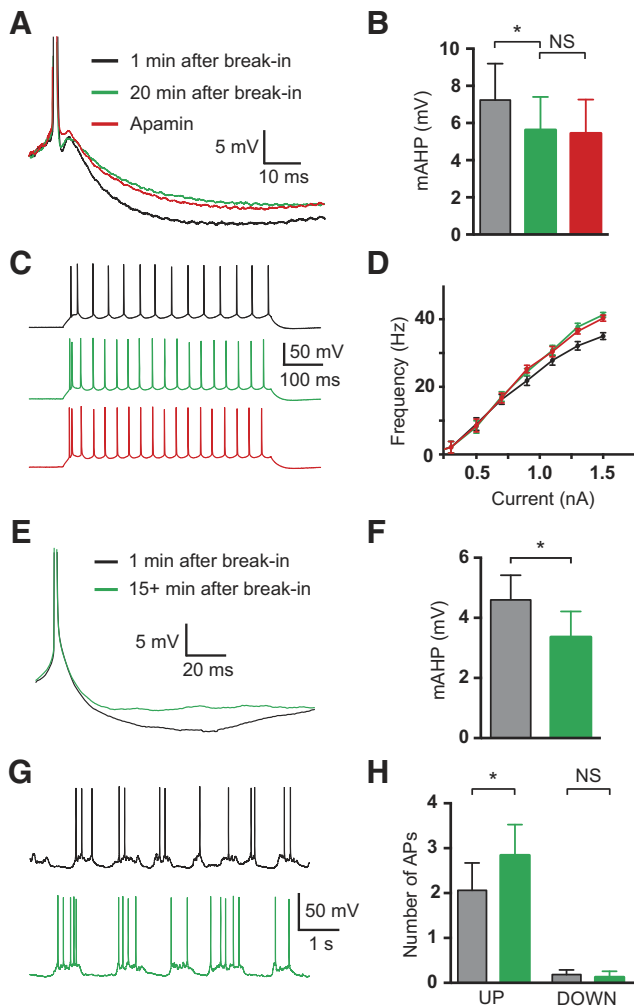 A
1 min after break-in
20 min after break-in
Apamin
5 mV
10 ms
B
*
NS
mAHP (mV)
10
8
6
4
2
0
C
50 mV
100 ms
D
Frequency (Hz)
40
20
0
0.5
1.0
1.5
Current (nA)
E
1 min after break-in
15+ min after break-in
5 mV
20 ms
F
*
mAHP (mV)
6
4
2
0
G
50 mV
1 s
H
*
NS
Number of APs
4
3
2
1
0
UP
DOWN